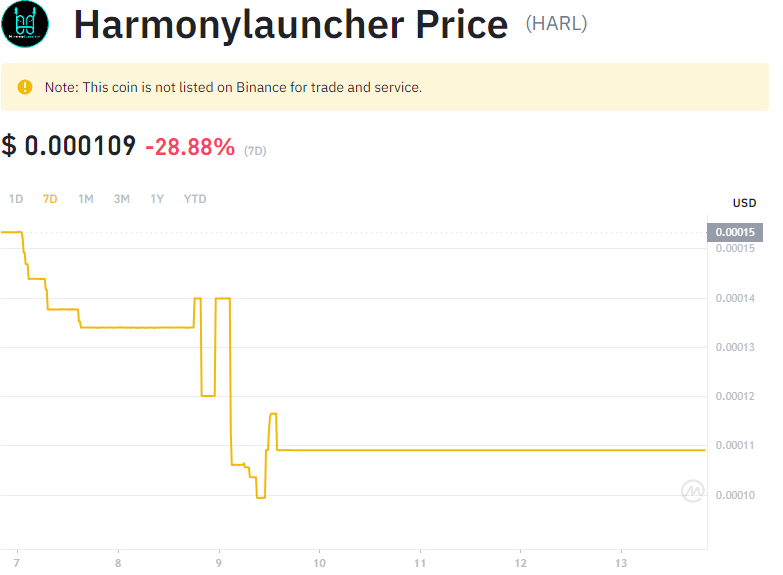 Harmonylauncher Price (HARL)
Note: This coin is not listed on Binance for trade and service.
$ 0.000109 -28.88% (7D)
1D 7D 1M 3M 1Y YTD
USD
0.00015
0.00015
0.00014
0.00013
0.00012
0.00011
0.00010
7 8 9 10 11 12 13